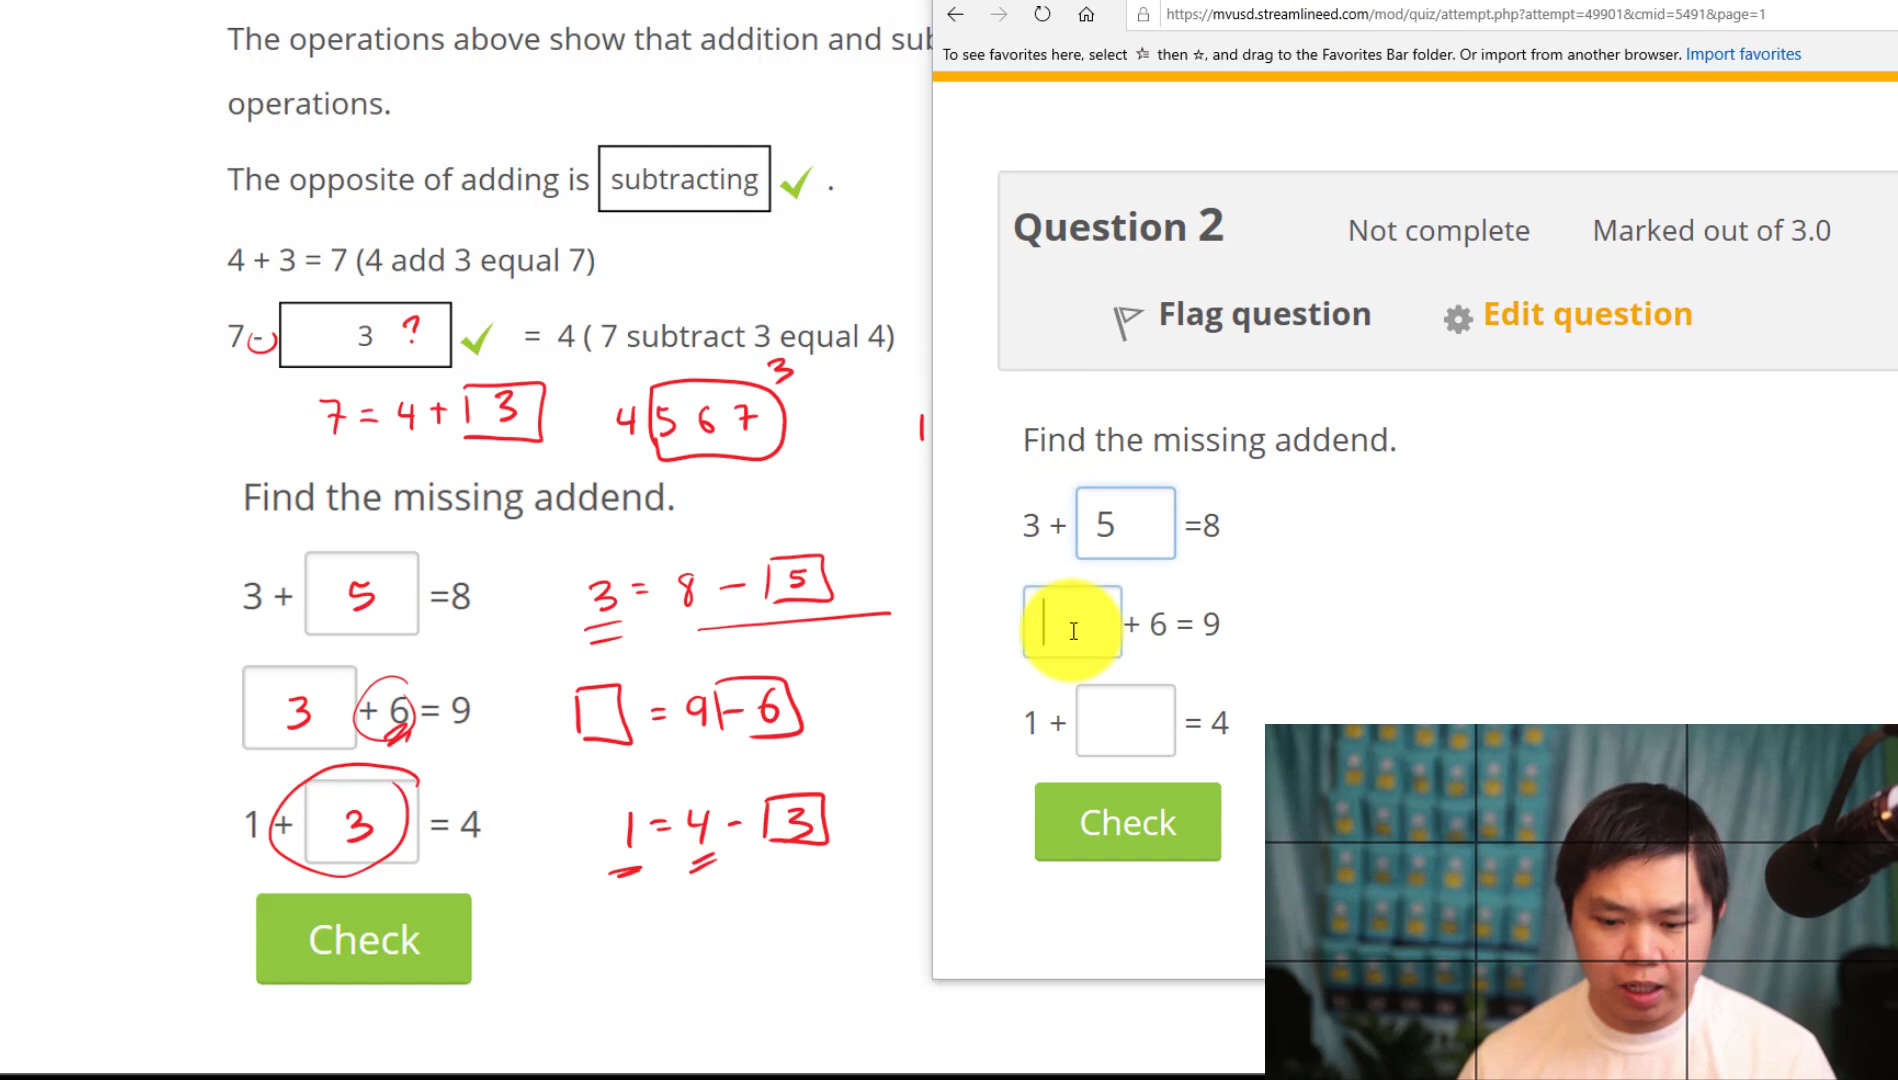 The operations above show that addition and sub
operations.
The opposite of adding is subtracting .
4 + 3 = 7 (4 add 3 equal 7)
7 - 3 ? = 4 ( 7 subtract 3 equal 4)
7 = 4 + 3
4 5 6 7
3
1
Find the missing addend.
3 + 5 =8
3 = 8 - 5
3 + 6 = 9
= 9 - 6
1 + 3 = 4
1 = 4 - 3
Check
https://mvusd.streamlineed.com/mod/quiz/attempt.php?attempt=49901&cmid=5491&page=1
To see favorites here, select then ☆, and drag to the Favorites Bar folder. Or import from another browser. Import favorites
Question 2 Not complete Marked out of 3.0
Flag question Edit question
Find the missing addend.
3 + 5 =8
+ 6 = 9
1 + = 4
Check